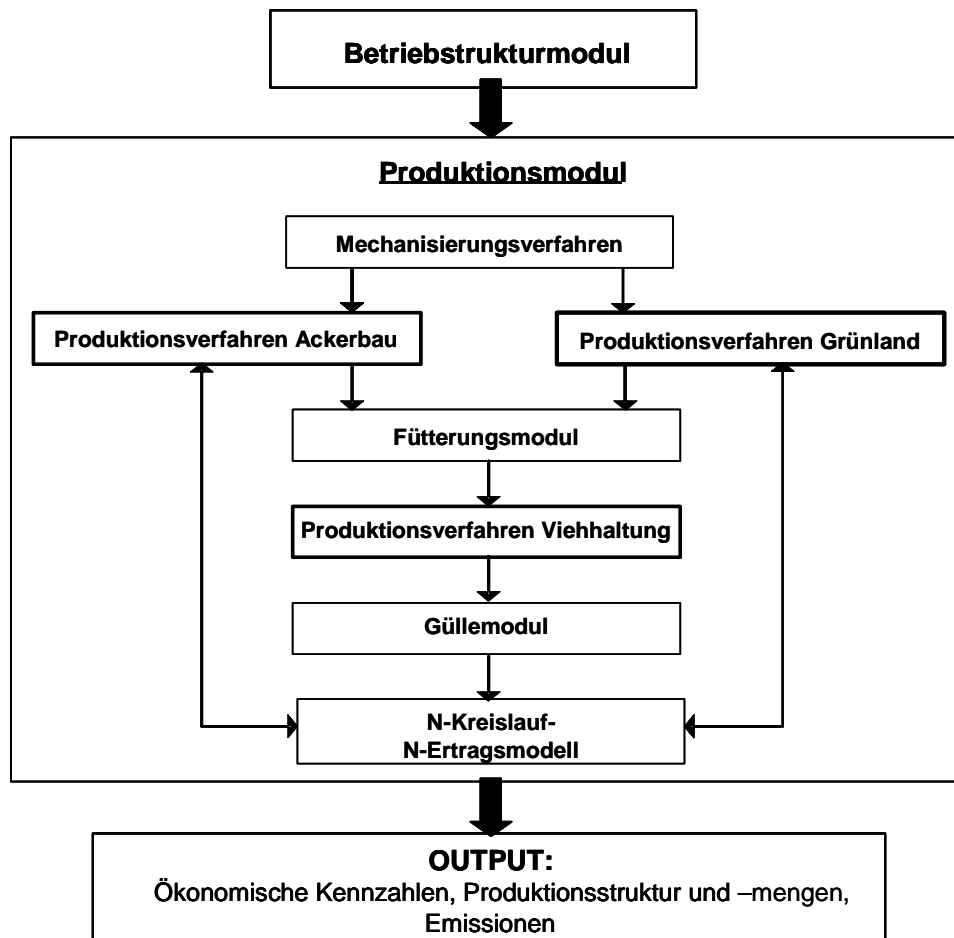 Betriebstrukturmodul
Produktionsmodul
Mechanisierungsverfahren
Produktionsverfahren Ackerbau
Produktionsverfahren Grünland
Fütterungsmodul
Produktionsverfahren Viehhaltung
Güllemodul
N-Kreislauf-
N-Ertragsmodell
OUTPUT:
Ökonomische Kennzahlen, Produktionsstruktur und –mengen,
Emissionen